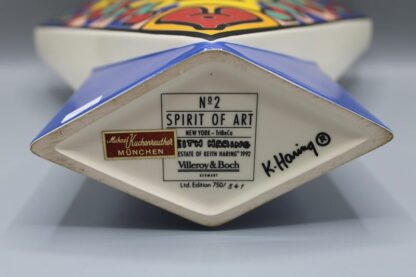 Nº2
SPIRIT OF ART
NEW YORK - TriBeCa
KEITH HARING
ESTATE OF KEITH HARING 1992
Villeroy & Boch
GERMANY
Ltd. Edition 750/ 541
Michael
Kuchenreuther
MÜNCHEN
K. Haring ®